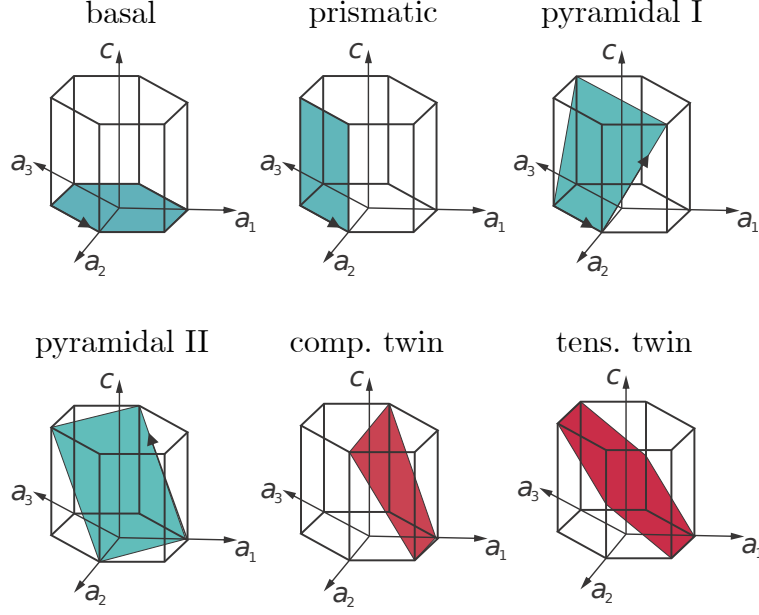 basal prismatic pyramidal I
c c c
a3 a3 a3
a1 a1 a1
a2 a2 a2
pyramidal II comp. twin tens. twin
c c c
a3 a3 a3
a1 a1 a1
a2 a2 a2